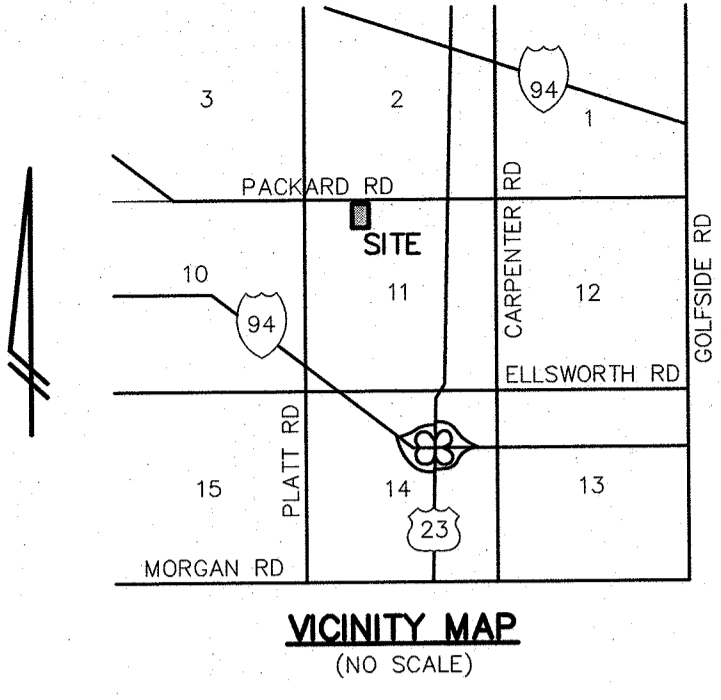 3
2
94
1
PACKARD RD
CARPENTER RD
SITE
GOLFSIDE RD
10
11
12
94
ELLSWORTH RD
PLATT RD
15
14
13
23
MORGAN RD
VICINITY MAP
(NO SCALE)